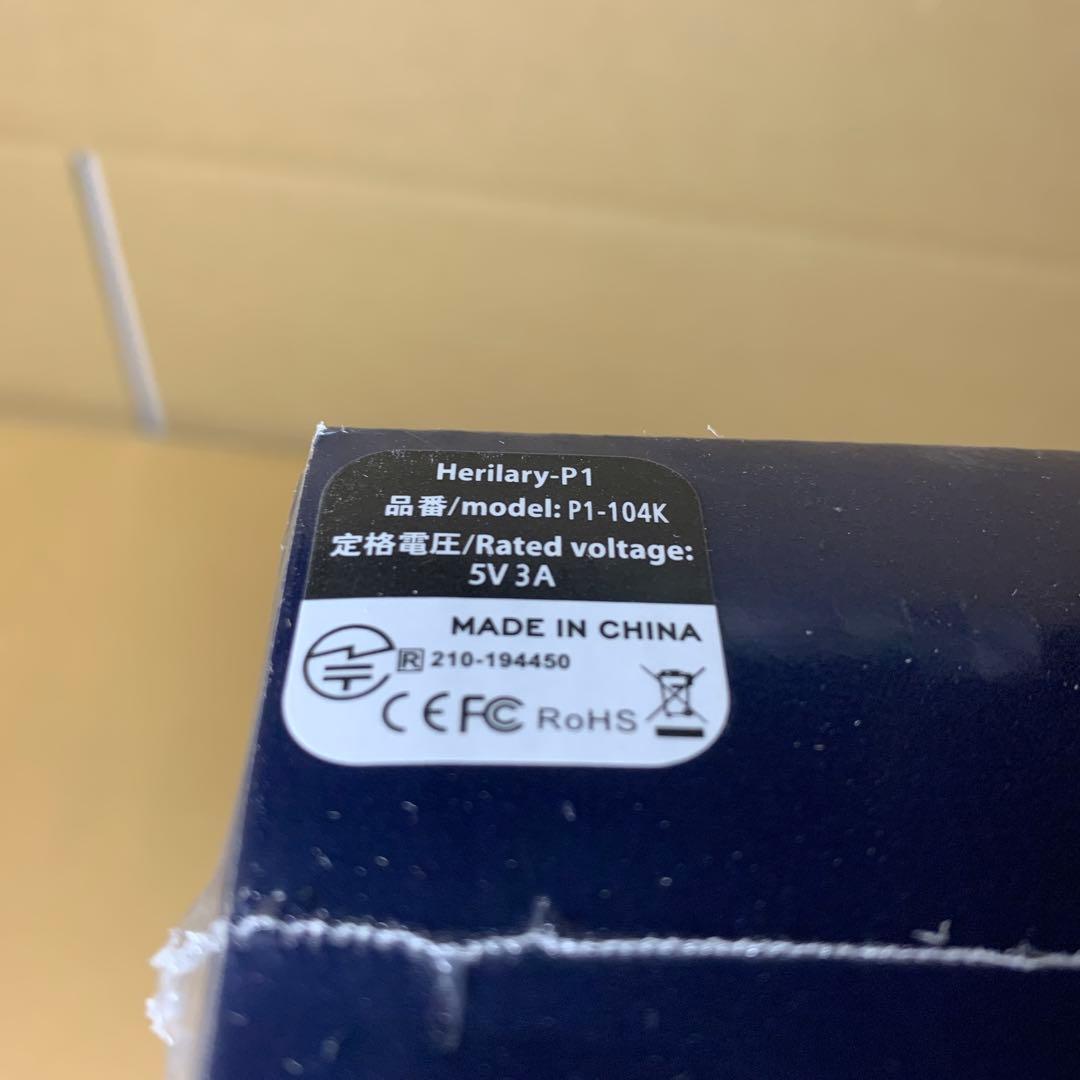 Herilary-P1
品番/model: P1-104K
定格電圧/Rated voltage:
5V 3A
MADE IN CHINA
R 210-194450
CE FC RoHS